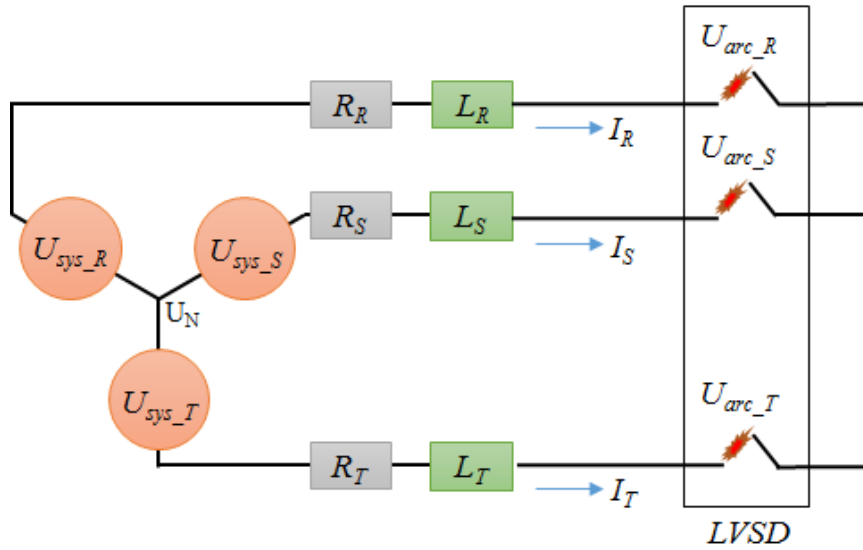 U_arc_R
R_R L_R
I_R
U_arc_S
R_S L_S
U_sys_R U_sys_S
I_S
U_N
U_sys_T
U_arc_T
R_T L_T
I_T
LVSD